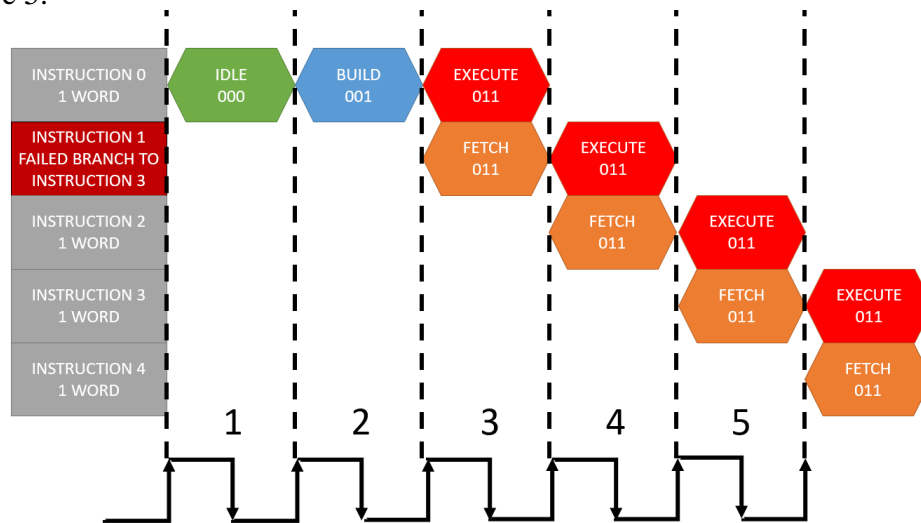 INSTRUCTION 0
1 WORD
IDLE
000
BUILD
001
EXECUTE
011
INSTRUCTION 1
FAILED BRANCH TO
INSTRUCTION 3
FETCH
011
EXECUTE
011
INSTRUCTION 2
1 WORD
FETCH
011
EXECUTE
011
INSTRUCTION 3
1 WORD
FETCH
011
EXECUTE
011
INSTRUCTION 4
1 WORD
FETCH
011
1 2 3 4 5